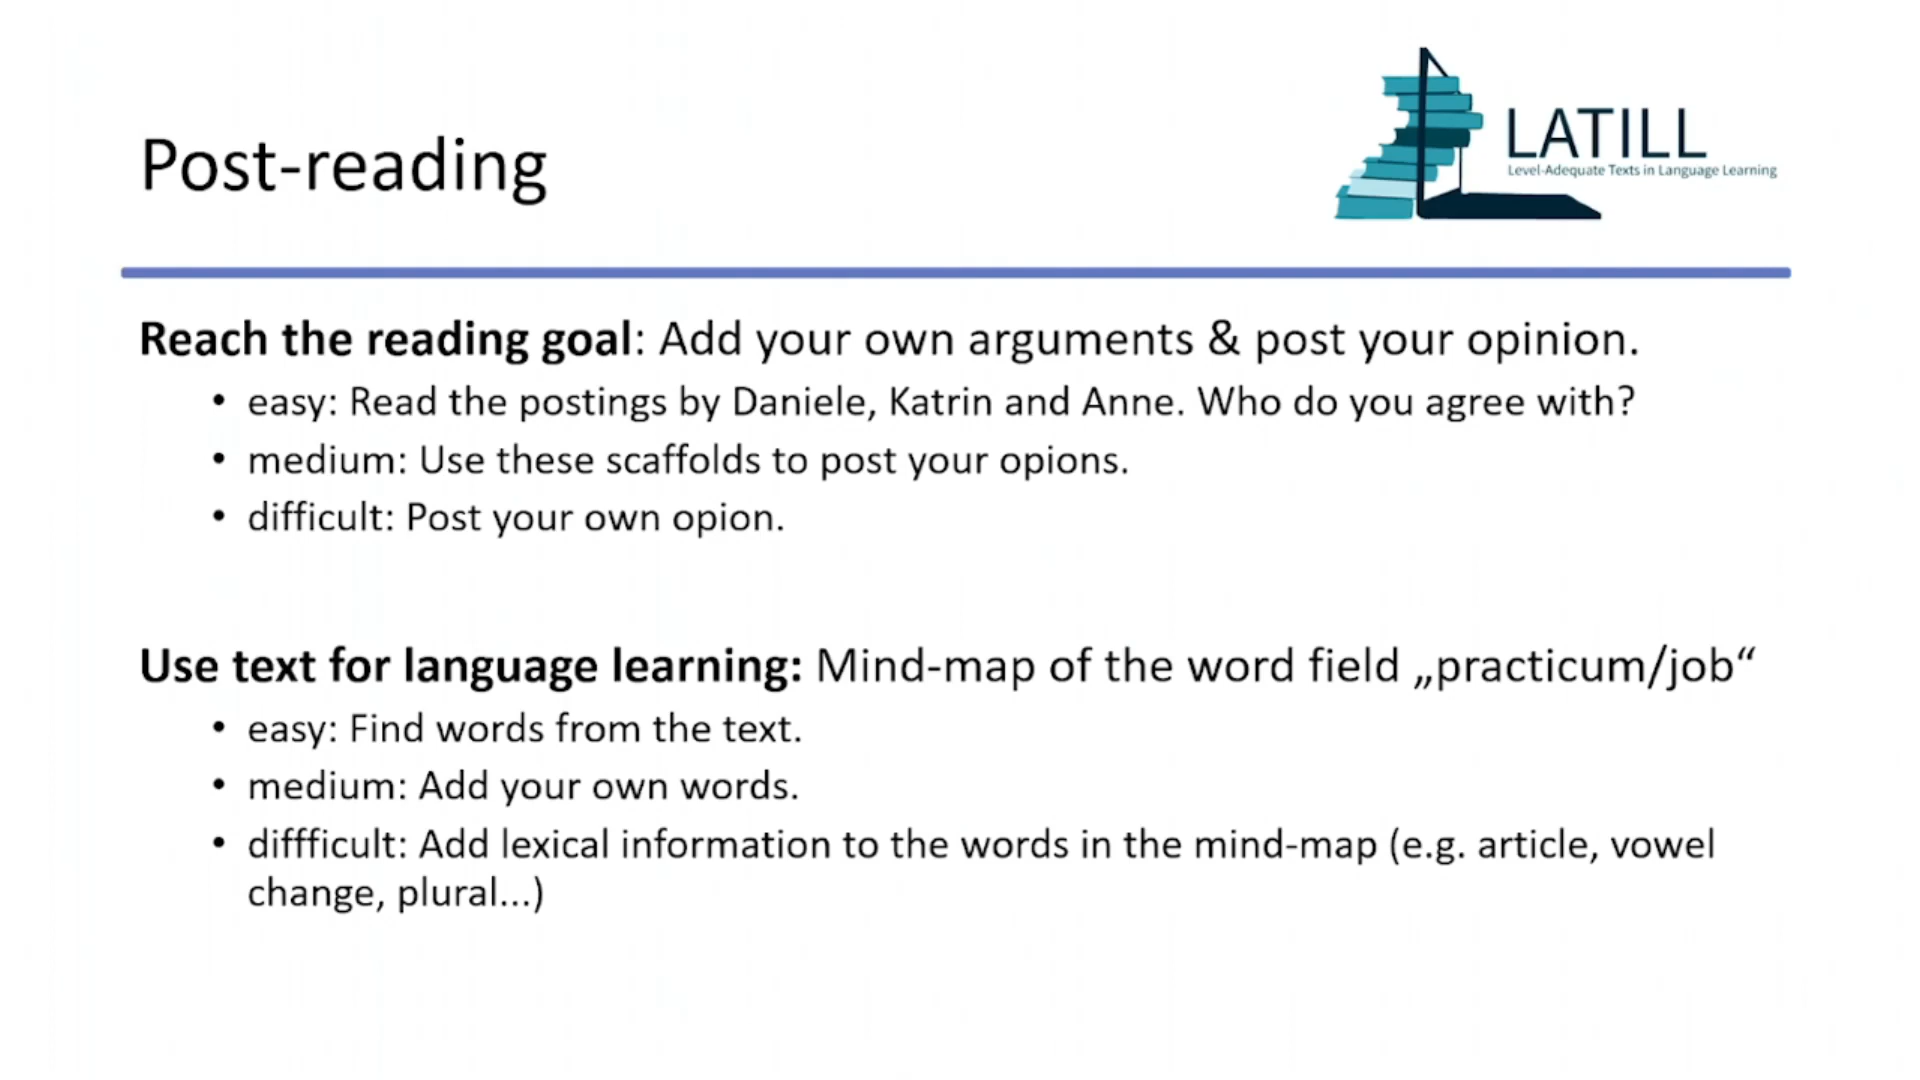 LATILL
Level-Adequate Texts in Language Learning
Post-reading
Reach the reading goal: Add your own arguments & post your opinion.
• easy: Read the postings by Daniele, Katrin and Anne. Who do you agree with?
• medium: Use these scaffolds to post your opions.
• difficult: Post your own opion.
Use text for language learning: Mind-map of the word field „practicum/job“
• easy: Find words from the text.
• medium: Add your own words.
• diffficult: Add lexical information to the words in the mind-map (e.g. article, vowel
change, plural...)